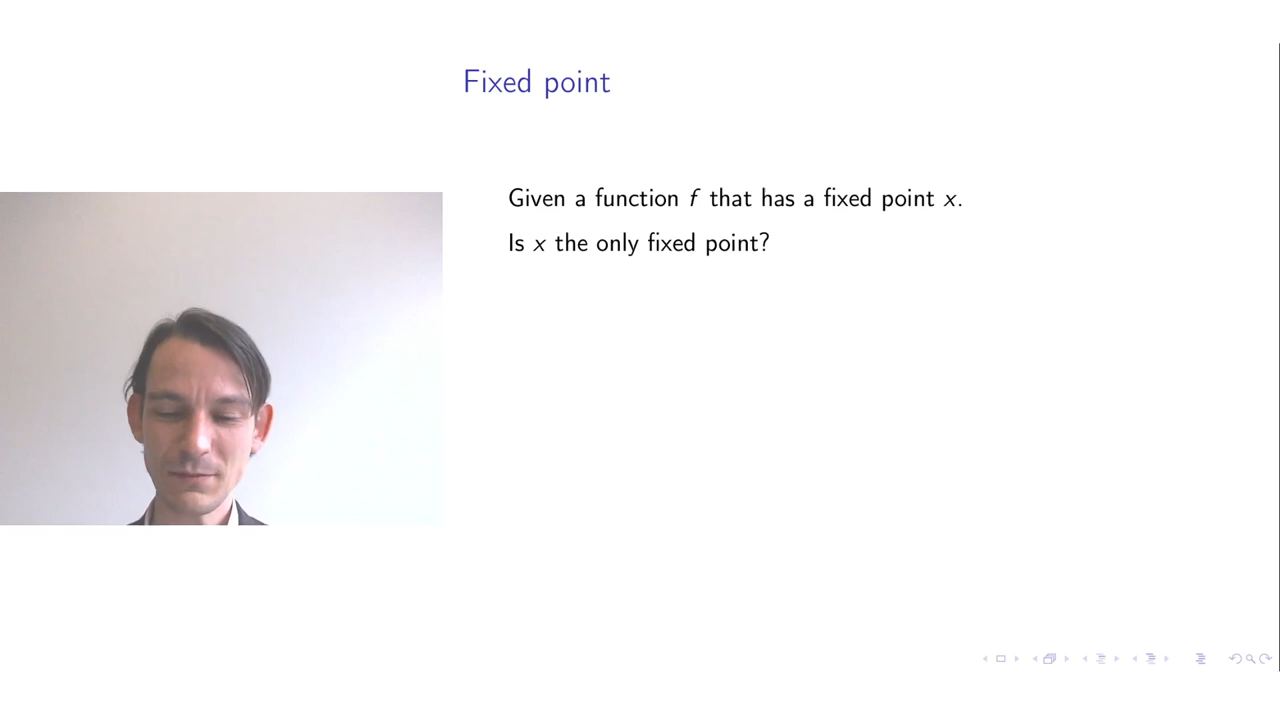 Fixed point
Given a function f that has a fixed point x.
Is x the only fixed point?